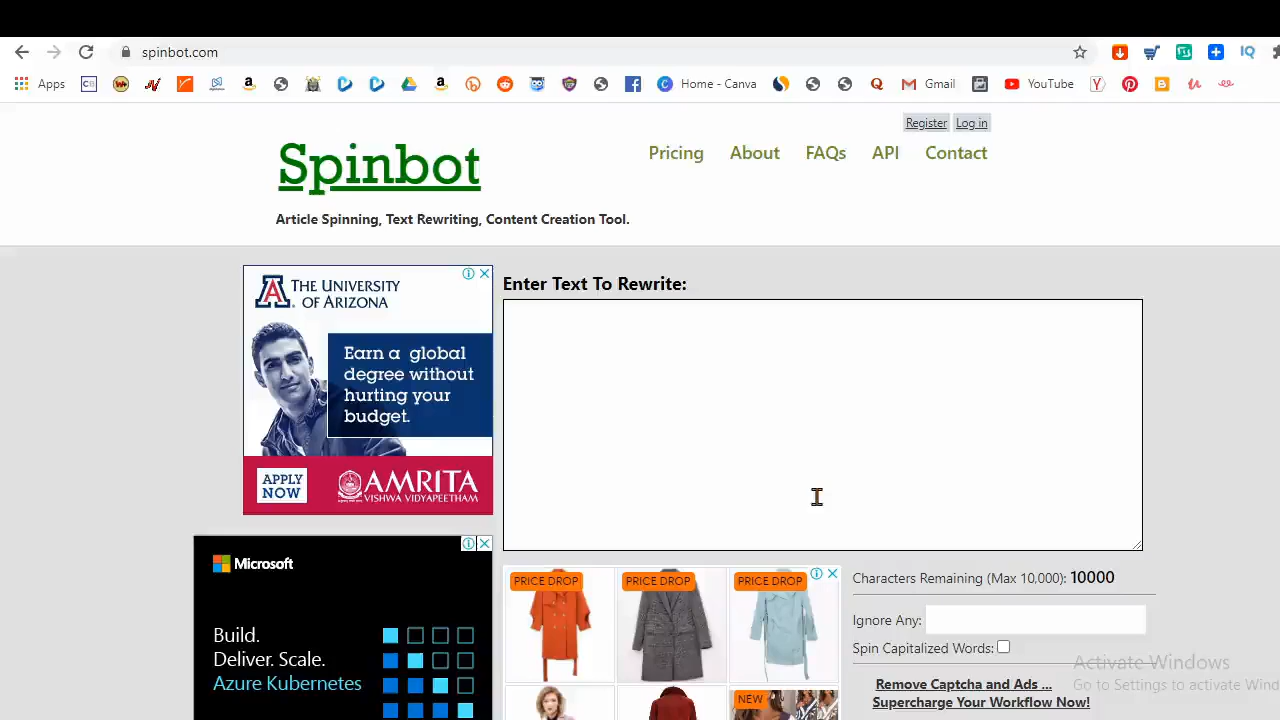 spinbot.com
Apps
Home - Canva
Gmail
YouTube
Register Log in
Spinbot
Pricing About FAQs API Contact
Article Spinning, Text Rewriting, Content Creation Tool.
THE UNIVERSITY
OF ARIZONA
Earn a global
degree without
hurting your
budget.
APPLY
NOW
AMRITA
VISHWA VIDYAPEETHAM
Enter Text To Rewrite:
Microsoft
Build.
Deliver. Scale.
Azure Kubernetes
PRICE DROP PRICE DROP PRICE DROP
NEW
Characters Remaining (Max 10,000): 10000
Ignore Any:
Spin Capitalized Words:
Remove Captcha and Ads ...
Supercharge Your Workflow Now!
Activate Windows
Go to Settings to activate Wind